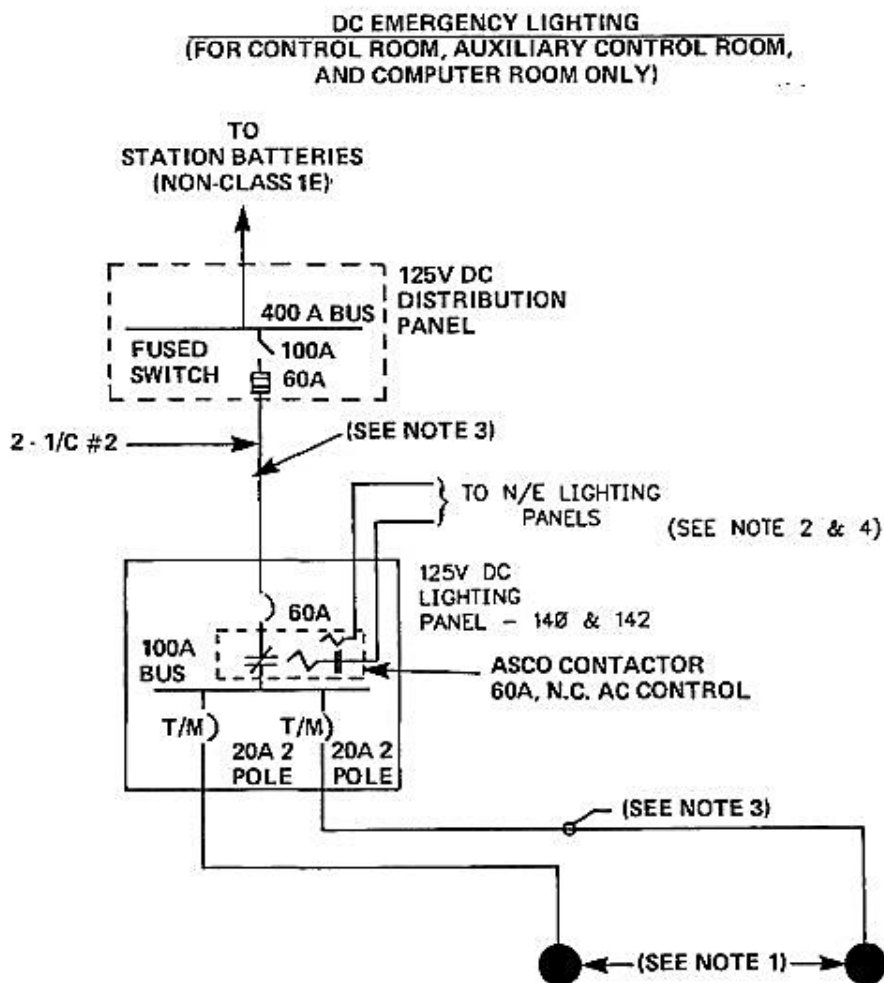 DC EMERGENCY LIGHTING
(FOR CONTROL ROOM, AUXILIARY CONTROL ROOM,
AND COMPUTER ROOM ONLY)
TO
STATION BATTERIES
(NON-CLASS 1E)
125V DC
DISTRIBUTION
PANEL
400 A BUS
FUSED
SWITCH
100A
60A
2 - 1/C #2
(SEE NOTE 3)
TO N/E LIGHTING
PANELS
(SEE NOTE 2 & 4)
125V DC
LIGHTING
PANEL - 140 & 142
60A
100A
BUS
ASCO CONTACTOR
60A, N.C. AC CONTROL
T/M
20A 2
POLE
T/M
20A 2
POLE
(SEE NOTE 3)
(SEE NOTE 1)